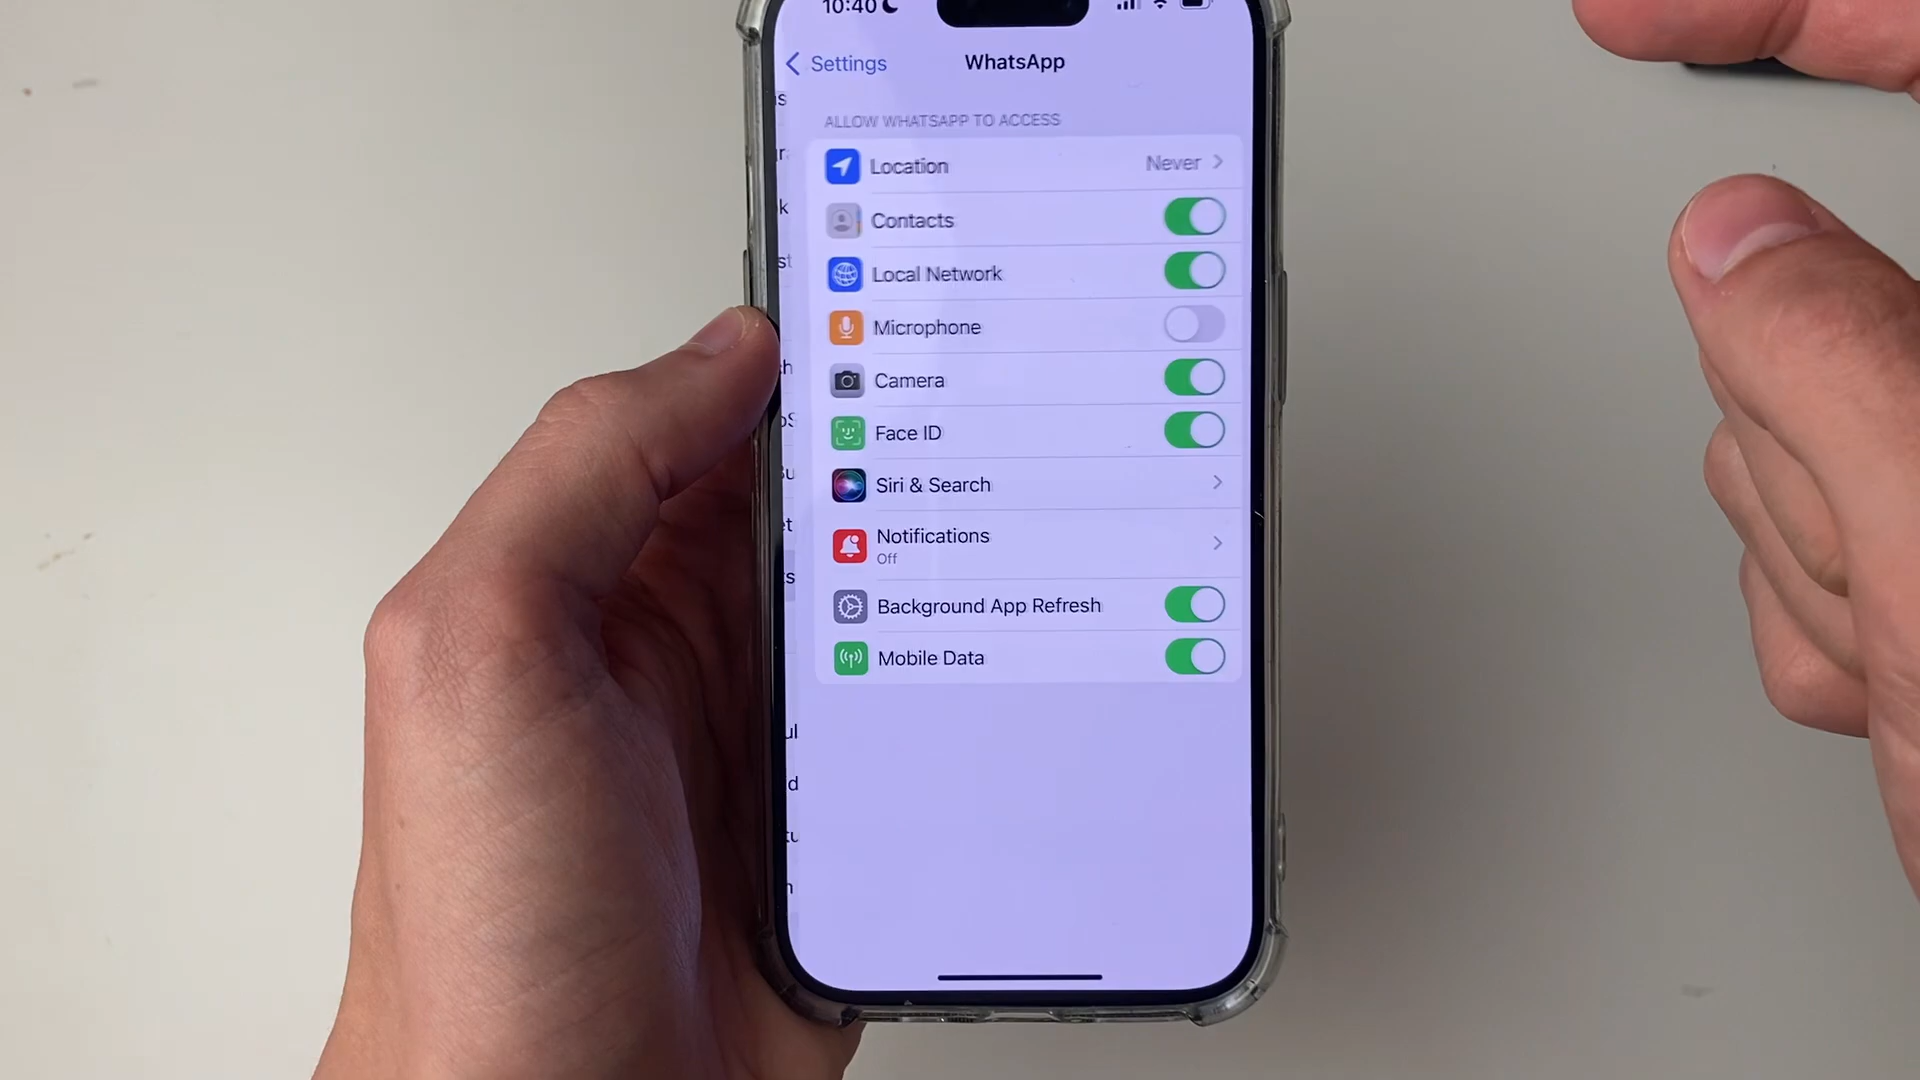 10:40
Settings
WhatsApp
ALLOW WHATSAPP TO ACCESS
Location
Never
Contacts
Local Network
Microphone
Camera
Face ID
Siri & Search
Notifications
Off
Background App Refresh
Mobile Data